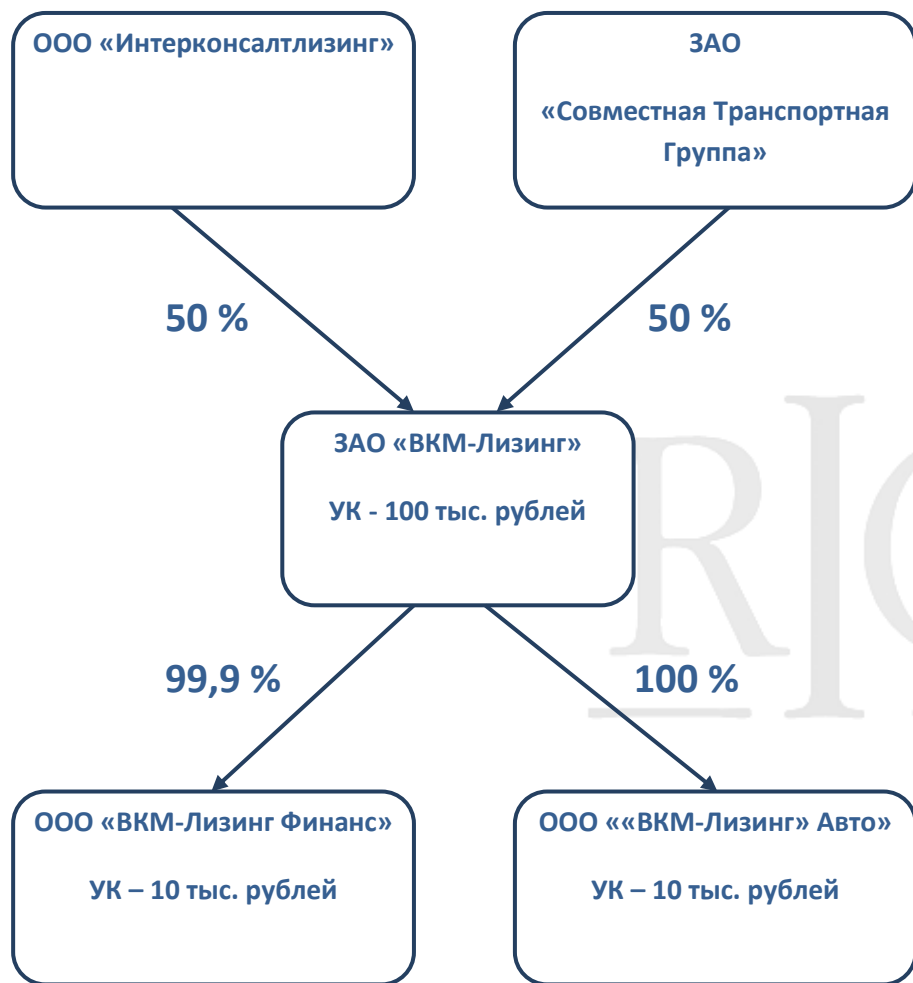 ООО «Интерконсалтлизинг»
ЗАО
«Совместная Транспортная
Группа»
50 %
50 %
ЗАО «ВКМ-Лизинг»
УК - 100 тыс. рублей
99,9 %
100 %
ООО «ВКМ-Лизинг Финанс»
УК – 10 тыс. рублей
ООО ««ВКМ-Лизинг» Авто»
УК – 10 тыс. рублей